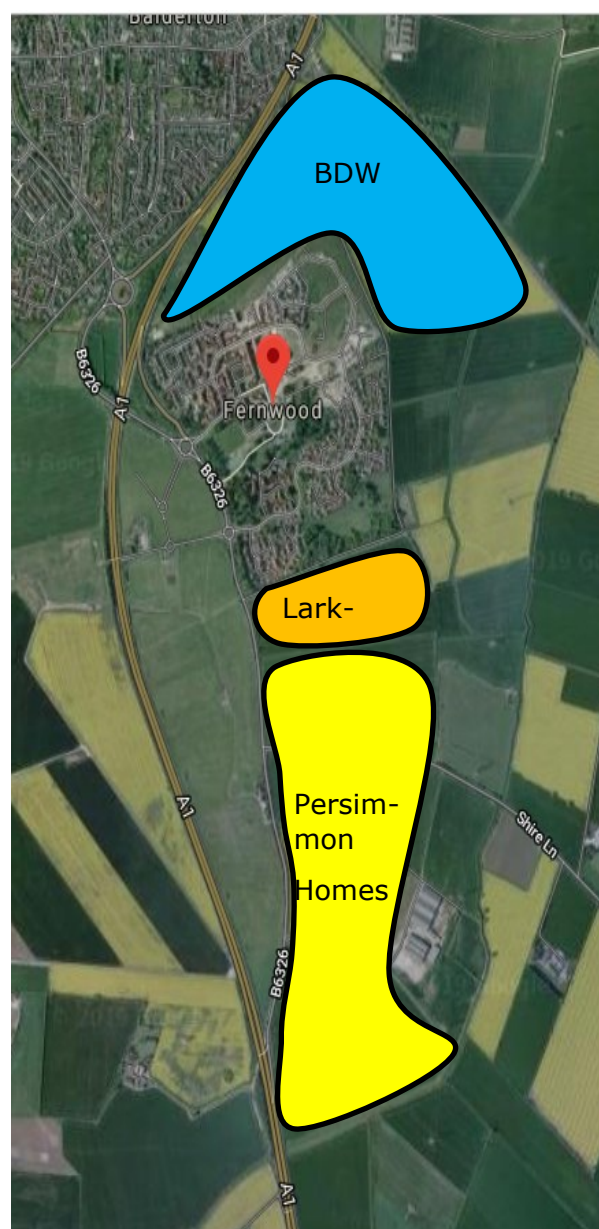 Balderton
A1
BDW
B6326
A1
Fernwood
B6326
Lark-
Persim-
mon
Homes
A1
Shire Ln
B6326
A1